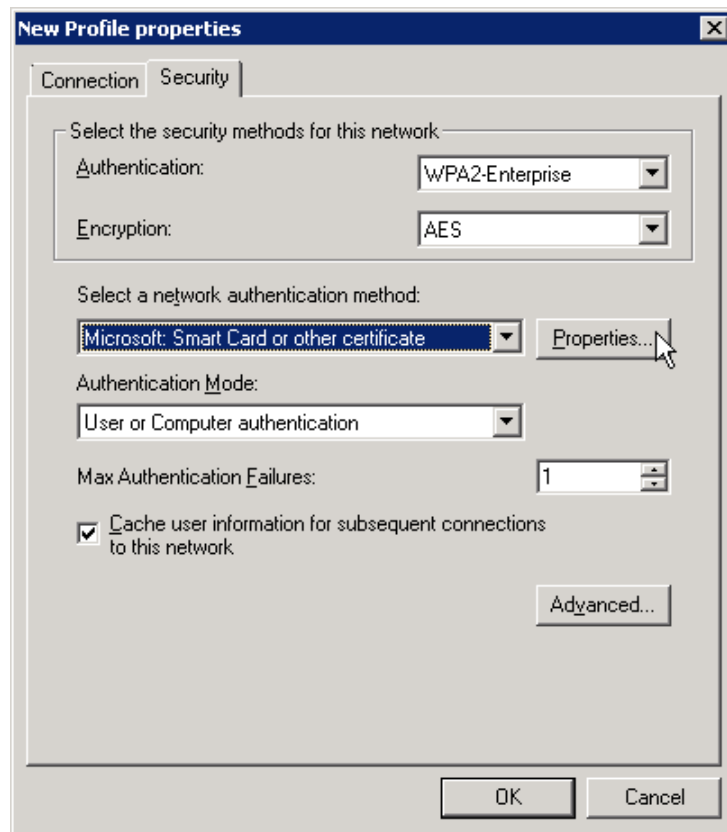 New Profile properties
Connection
Security
Select the security methods for this network
Authentication:
WPA2-Enterprise
Encryption:
AES
Select a network authentication method:
Microsoft: Smart Card or other certificate
Properties...
Authentication Mode:
User or Computer authentication
Max Authentication Failures:
1
Cache user information for subsequent connections
to this network
Advanced...
OK
Cancel